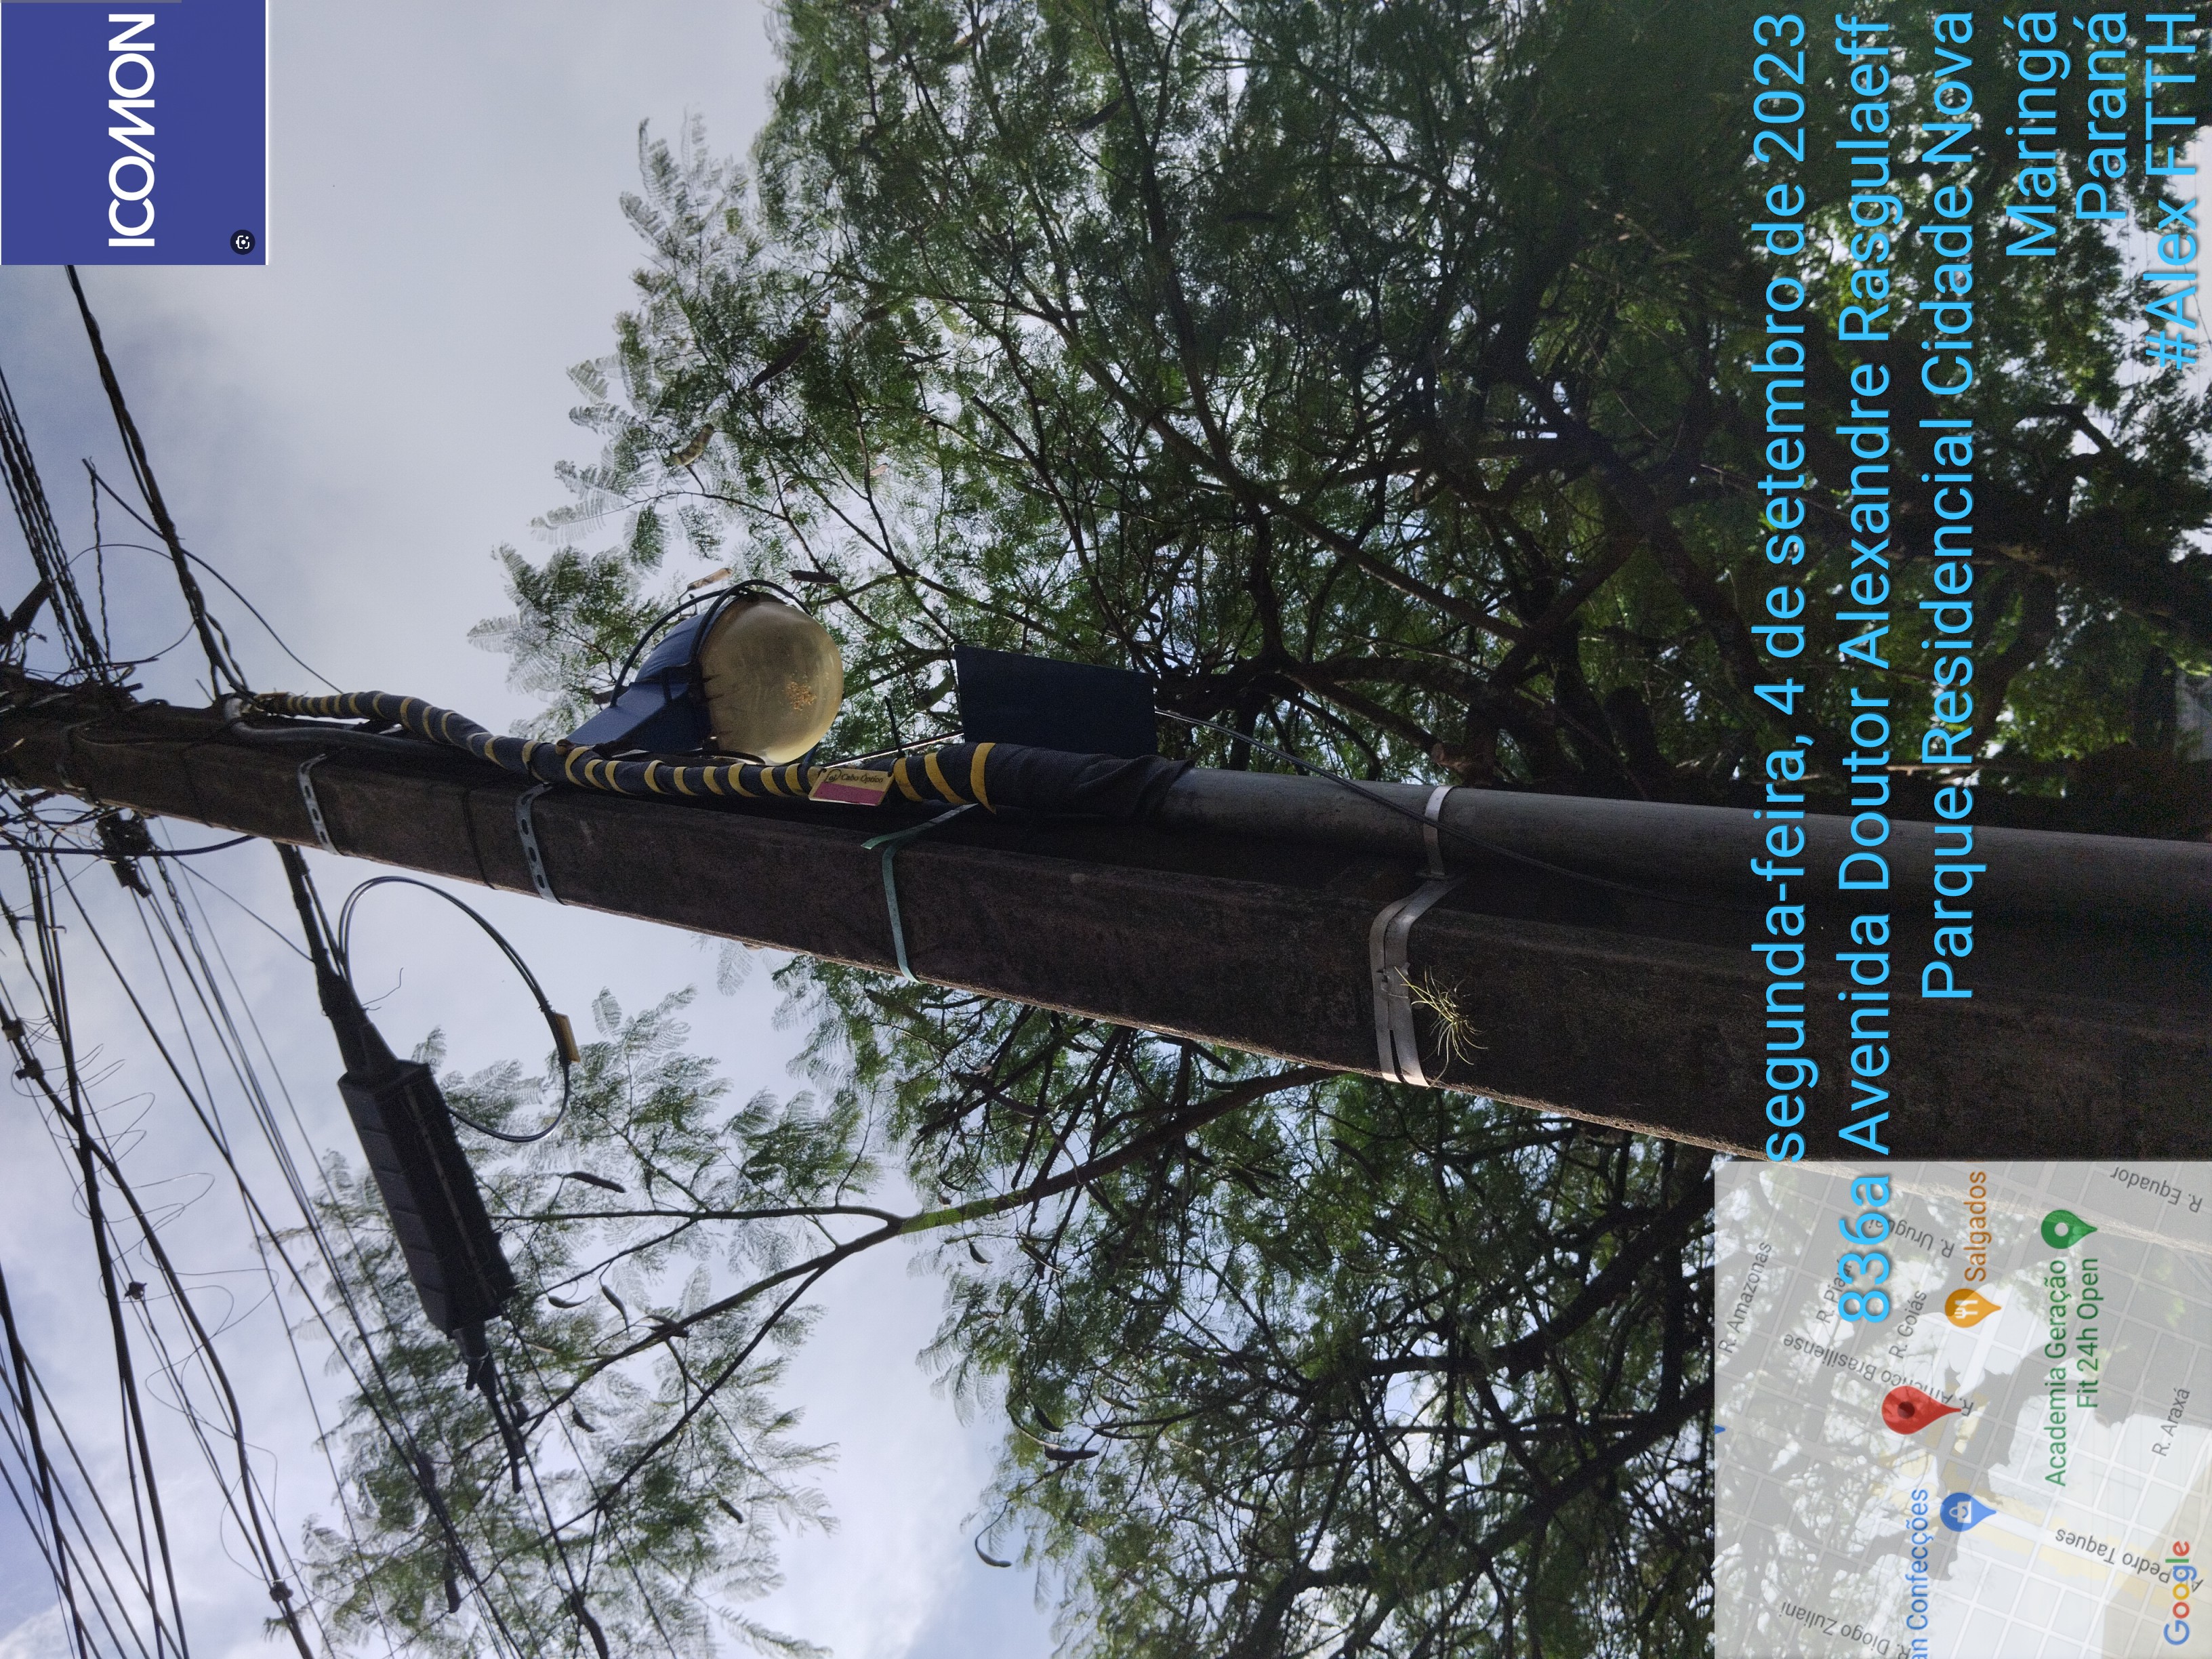 ICOMON
R. Amazonas
R. Diogo Zuliani
R. Américo Brasiliense
R. Goiás
an Confecções
Salgados
Academia Geração
Fit 24h Open
Pedro Taques
R. Araxá
R. Equador
Google
segunda-feira, 4 de setembro de 2023
836a Avenida Doutor Alexandre Rasgulaeff
Parque Residencial Cidade Nova
Maringá
Paraná
#Alex FTTH